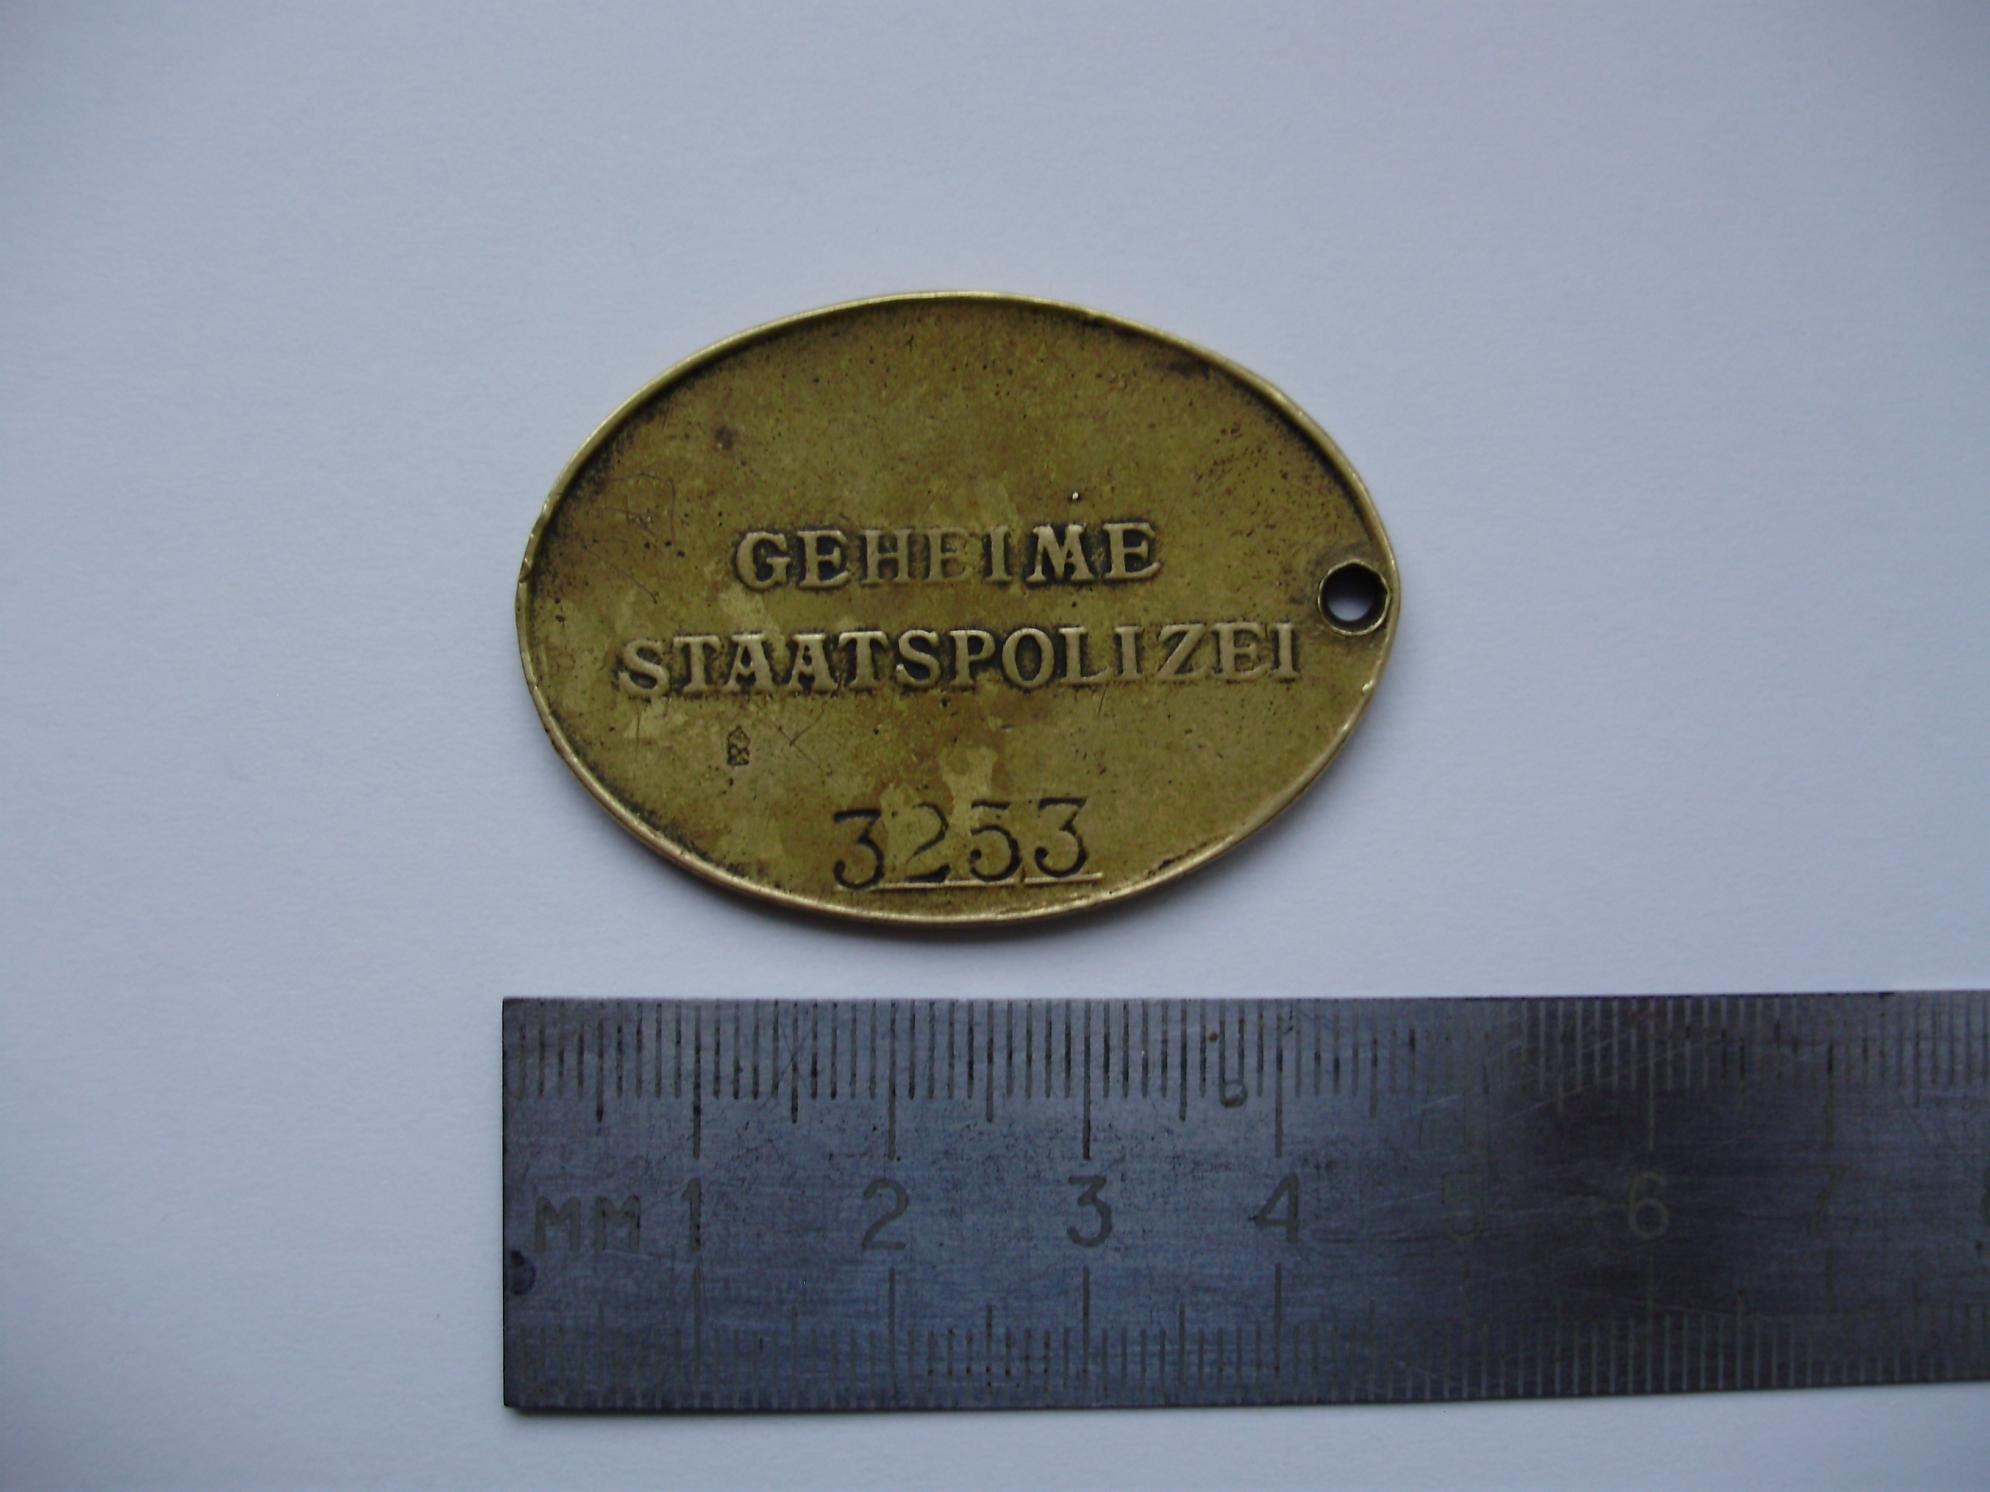 GEHEIME
STAATSPOLIZEI
3253
MM 1 2 3 4 5 6 7